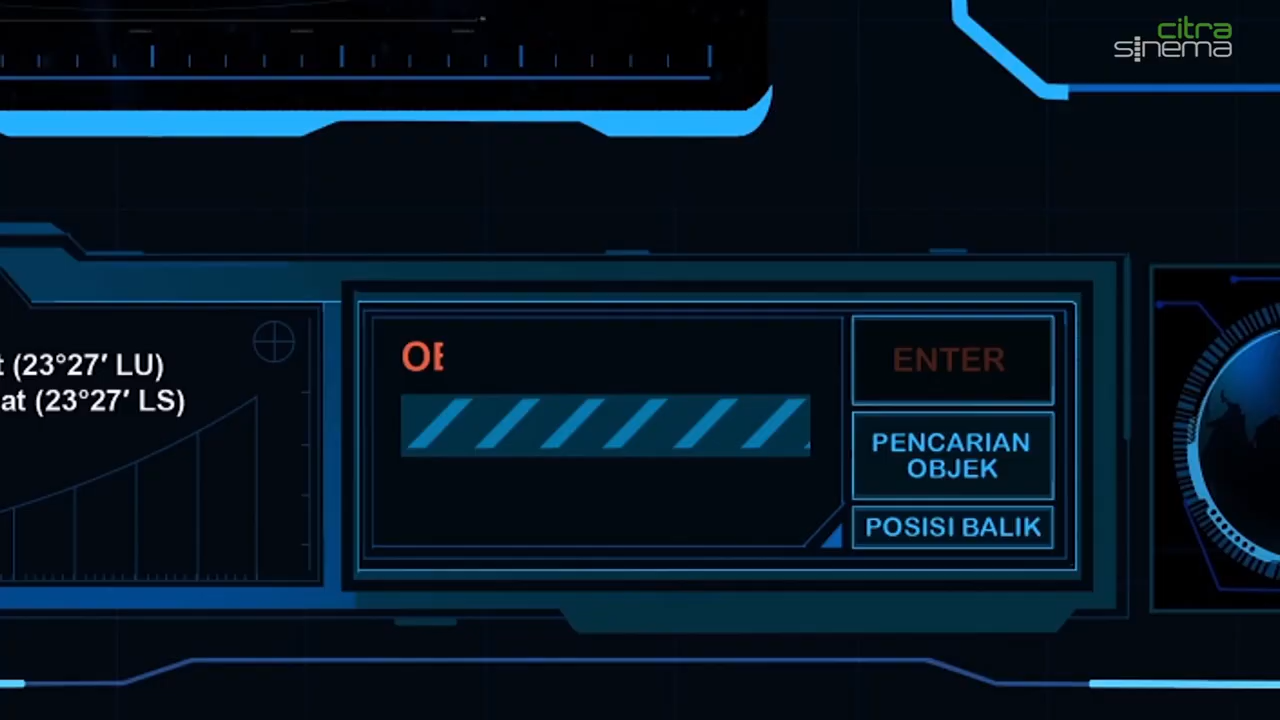 citra
sinema
t (23°27′ LU)
at (23°27′ LS)
ENTER
PENCARIAN
OBJEK
POSISI BALIK